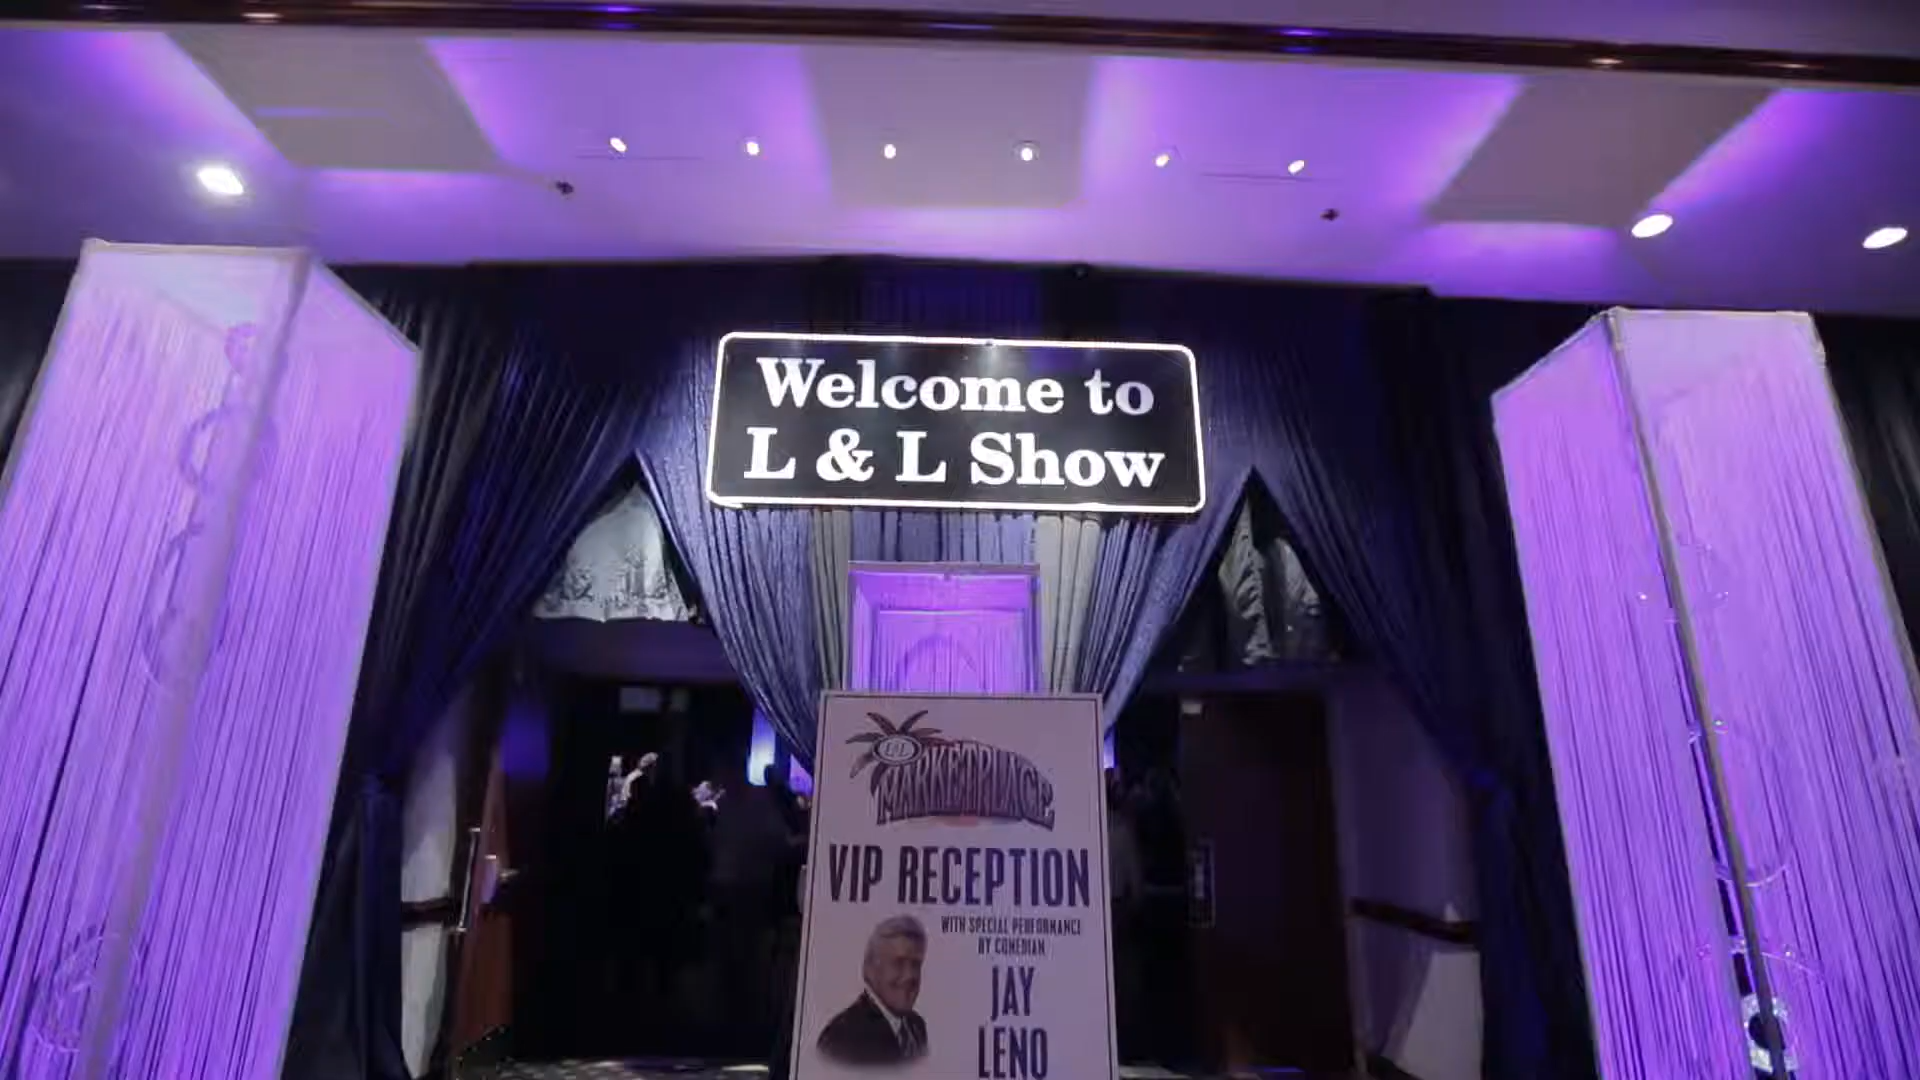 Welcome to
L & L Show
L&L
MARKETPLACE
VIP RECEPTION
WITH SPECIAL PERFORMANCE
BY COMEDIAN
JAY
LENO